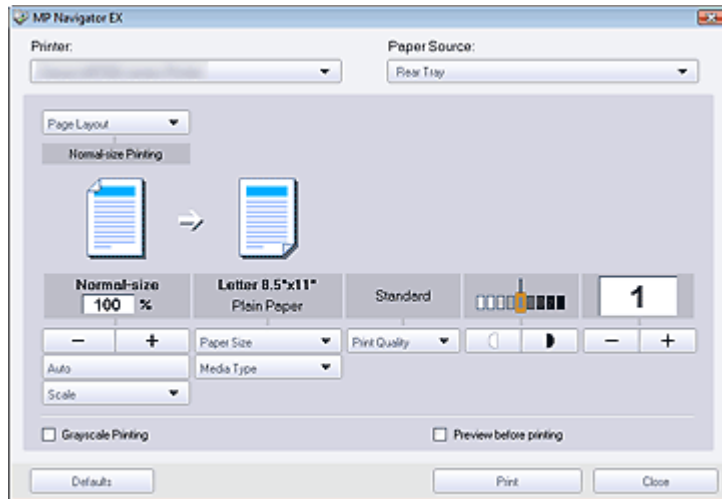 MP Navigator EX
Printer:
Paper Source:
Rear Tray
Page Layout
Normal-size Printing
Normal-size
100 %
Letter 8.5"x11"
Plain Paper
Standard
1
− +
Paper Size
Print Quality
− +
Auto
Media Type
Scale
Grayscale Printing
Preview before printing
Defaults
Print
Close